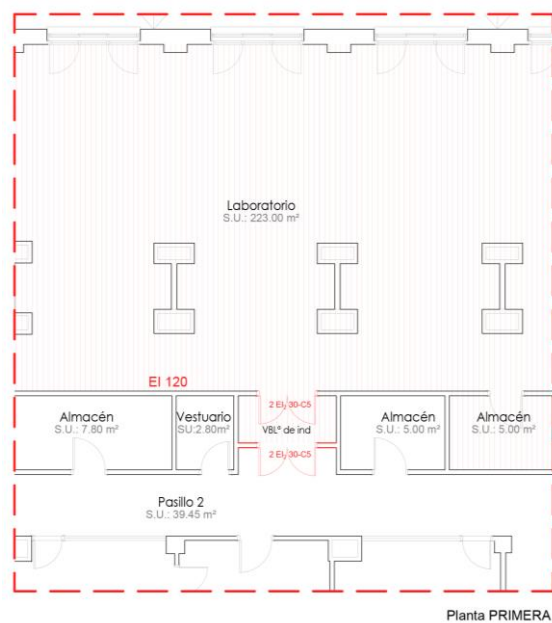 Laboratorio
S.U.: 223.00 m²
EI 120
2 EI₂ 30-C5
Almacén
S.U.: 7.80 m²
Vestuario
SU:2.80m²
VBLº de ind
Almacén
S.U.: 5.00 m²
Almacén
S.U.: 5.00 m²
2 EI₂ 30-C5
Pasillo 2
S.U.: 39.45 m²
Planta PRIMERA